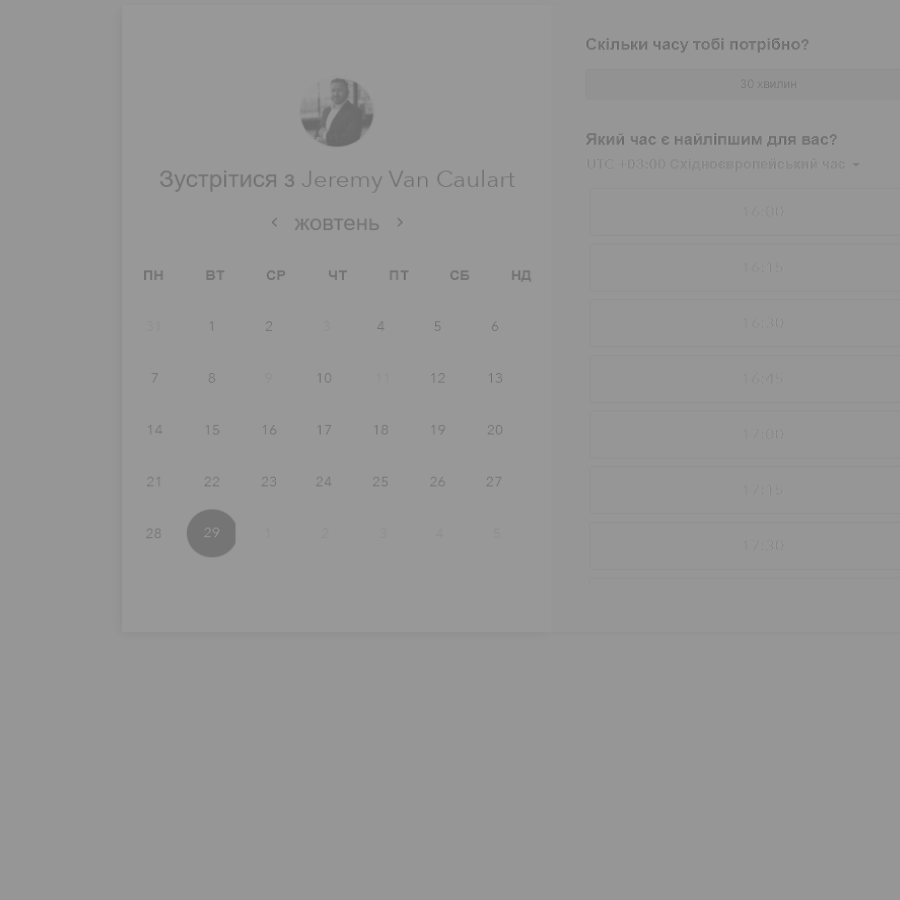 Зустрітися з Jeremy Van Caulart
жовтень
ПН ВТ СР ЧТ ПТ СБ НД
31 1 2 3 4 5 6
7 8 9 10 11 12 13
14 15 16 17 18 19 20
21 22 23 24 25 26 27
28 29 1 2 3 4 5
Скільки часу тобі потрібно?
30 хвилин
Який час є найліпшим для вас?
UTC +03:00 Східноєвропейський час
16:00
16:15
16:30
16:45
17:00
17:15
17:30